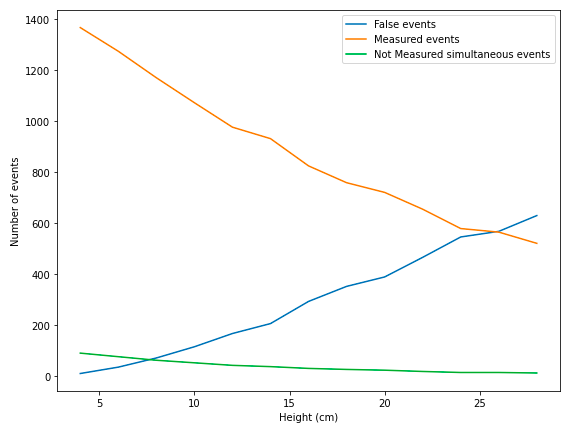 False events
Measured events
Not Measured simultaneous events
1400
1200
1000
800
600
400
200
0
Number of events
5
10
15
20
25
Height (cm)